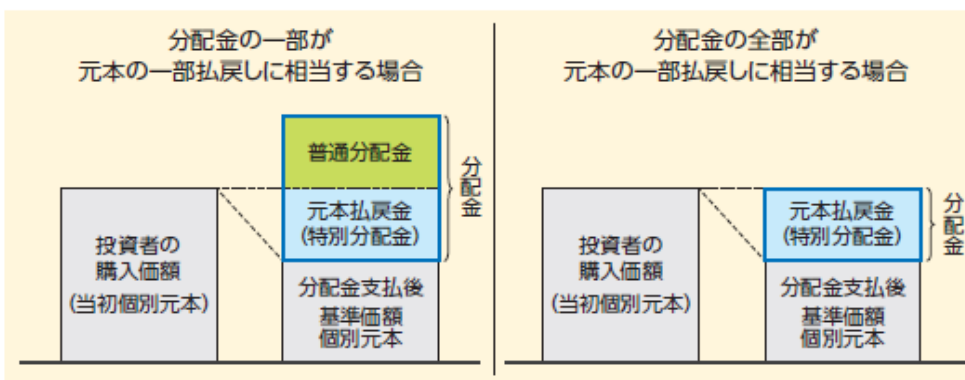 分配金の一部が
元本の一部払戻しに相当する場合
普通分配金
元本払戻金
(特別分配金)
分配金
投資者の
購入価額
(当初個別元本)
分配金支払後
基準価額
個別元本
分配金の全部が
元本の一部払戻しに相当する場合
元本払戻金
(特別分配金)
分配金
投資者の
購入価額
(当初個別元本)
分配金支払後
基準価額
個別元本